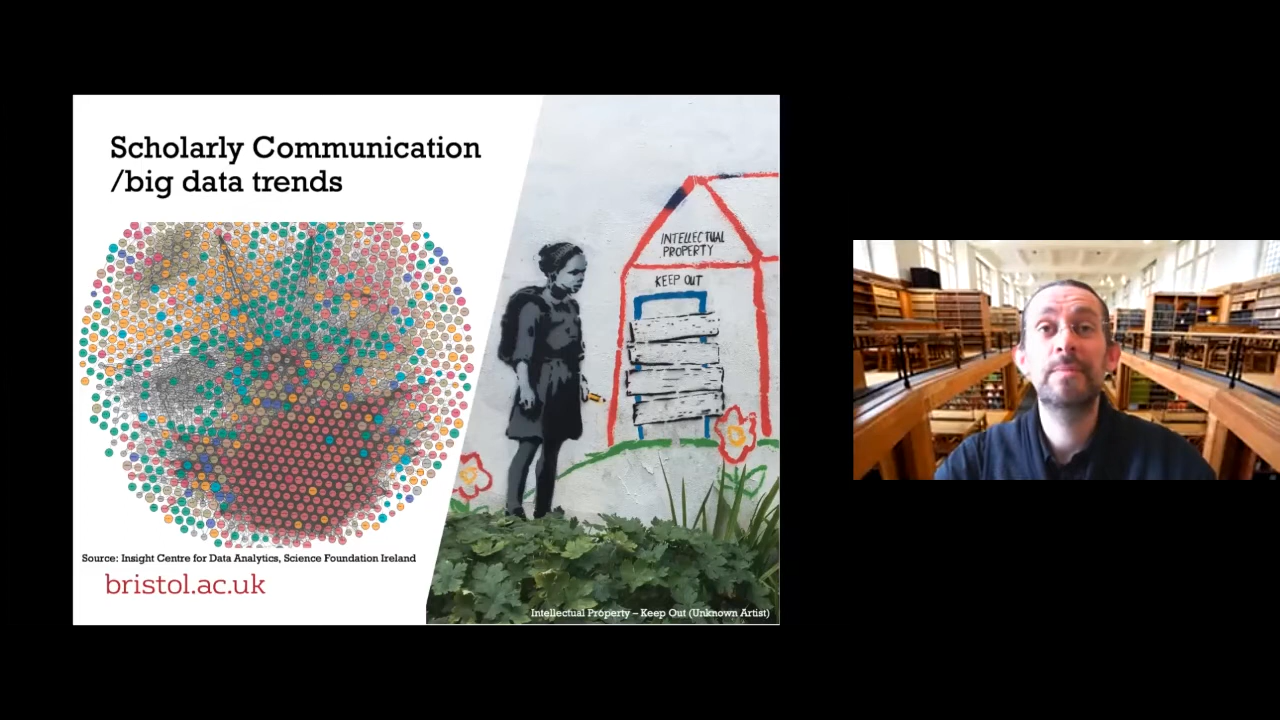 Scholarly Communication
/big data trends
INTELLECTUAL
PROPERTY
KEEP OUT
Source: Insight Centre for Data Analytics, Science Foundation Ireland
bristol.ac.uk
Intellectual Property – Keep Out (Unknown Artist)